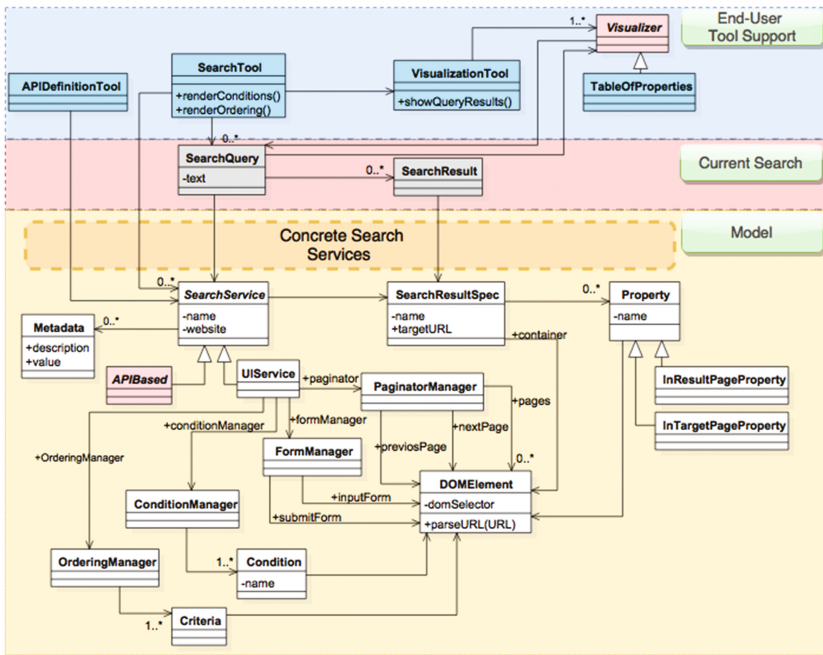 End-User
Tool Support
1..*
Visualizer
SearchTool
+renderConditions()
+renderOrdering()
APIDefinitionTool
VisualizationTool
+showQueryResults()
TableOfProperties
0..*
SearchQuery
-text
0..*
SearchResult
Current Search
Concrete Search
Services
Model
0..*
SearchService
-name
-website
SearchResultSpec
-name
+targetURL
0..*
Property
-name
Metadata
+description
+value
0..*
+container
APIBased
UIService
+paginator
PaginatorManager
+pages
InResultPageProperty
+conditionManager
+formManager
+previosPage
+nextPage
InTargetPageProperty
+OrderingManager
FormManager
0..*
DOMElement
-domSelector
+parseURL(URL)
ConditionManager
+inputForm
+submitForm
OrderingManager
1..*
Condition
-name
1..*
Criteria